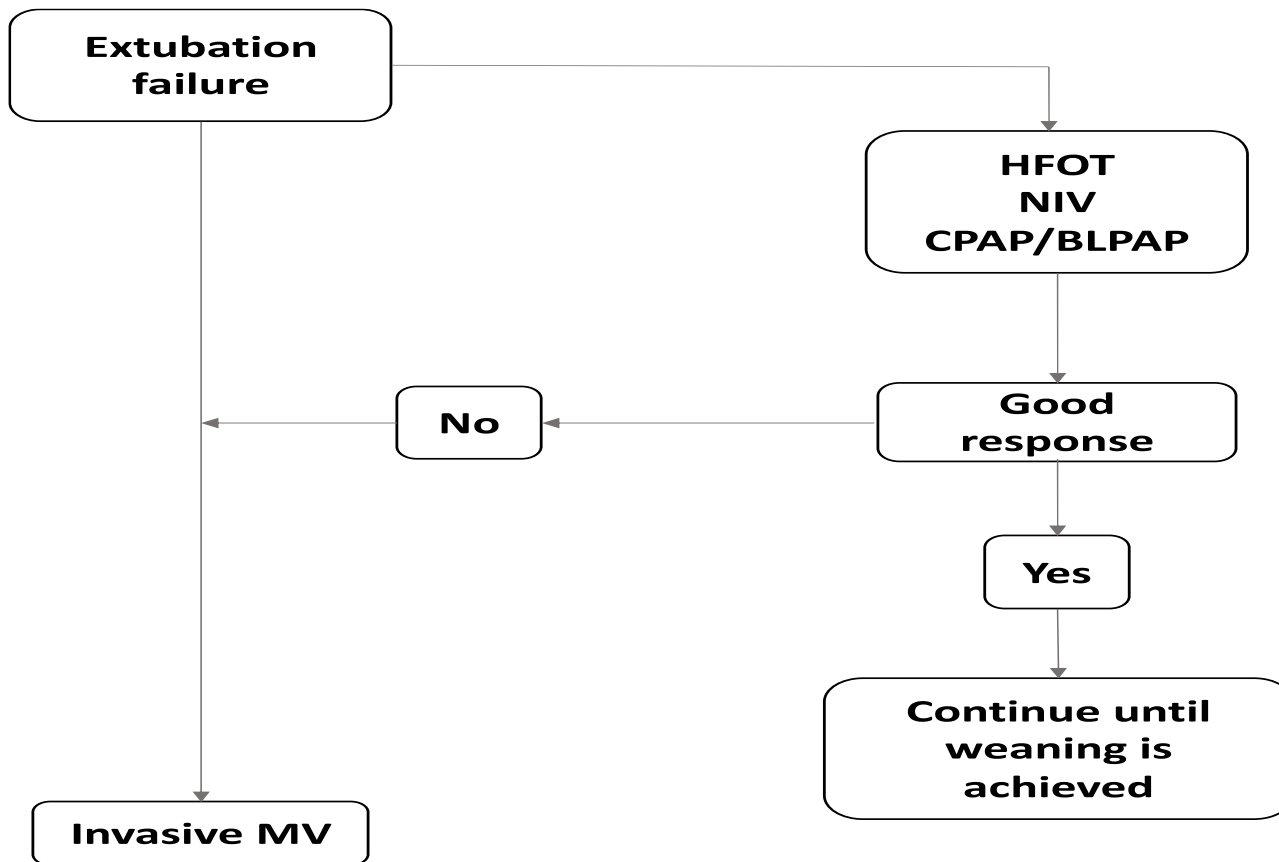 Extubation
failure
HFOT
NIV
CPAP/BLPAP
Good
response
No
Yes
Continue until
weaning is
achieved
Invasive MV